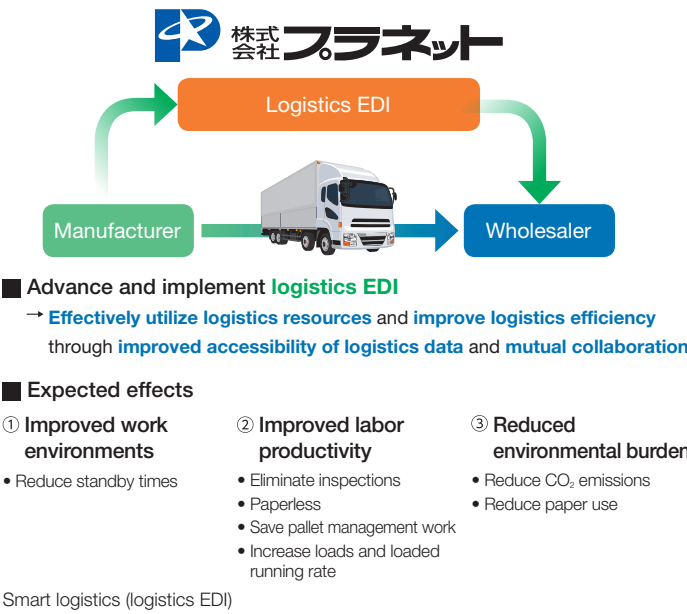 株式会社プラネット
Logistics EDI
Manufacturer
Wholesaler
■ Advance and implement logistics EDI
→ Effectively utilize logistics resources and improve logistics efficiency
through improved accessibility of logistics data and mutual collaboration
■ Expected effects
① Improved work
environments
• Reduce standby times
② Improved labor
productivity
• Eliminate inspections
• Paperless
• Save pallet management work
• Increase loads and loaded
running rate
③ Reduced
environmental burden
• Reduce CO₂ emissions
• Reduce paper use
Smart logistics (logistics EDI)